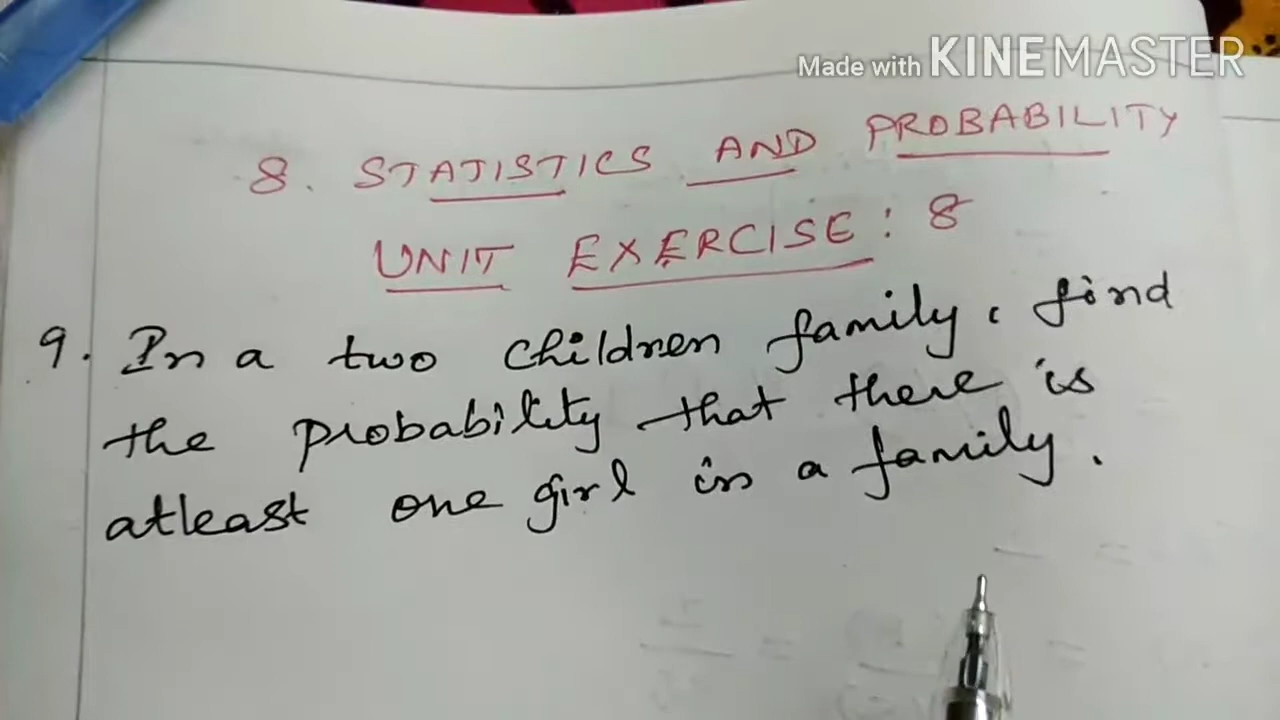 Made with KINEMASTER
8. STATISTICS AND PROBABILITY
UNIT EXERCISE: 8
9. In a two children family, find
the probability that there is
atleast one girl in a family.